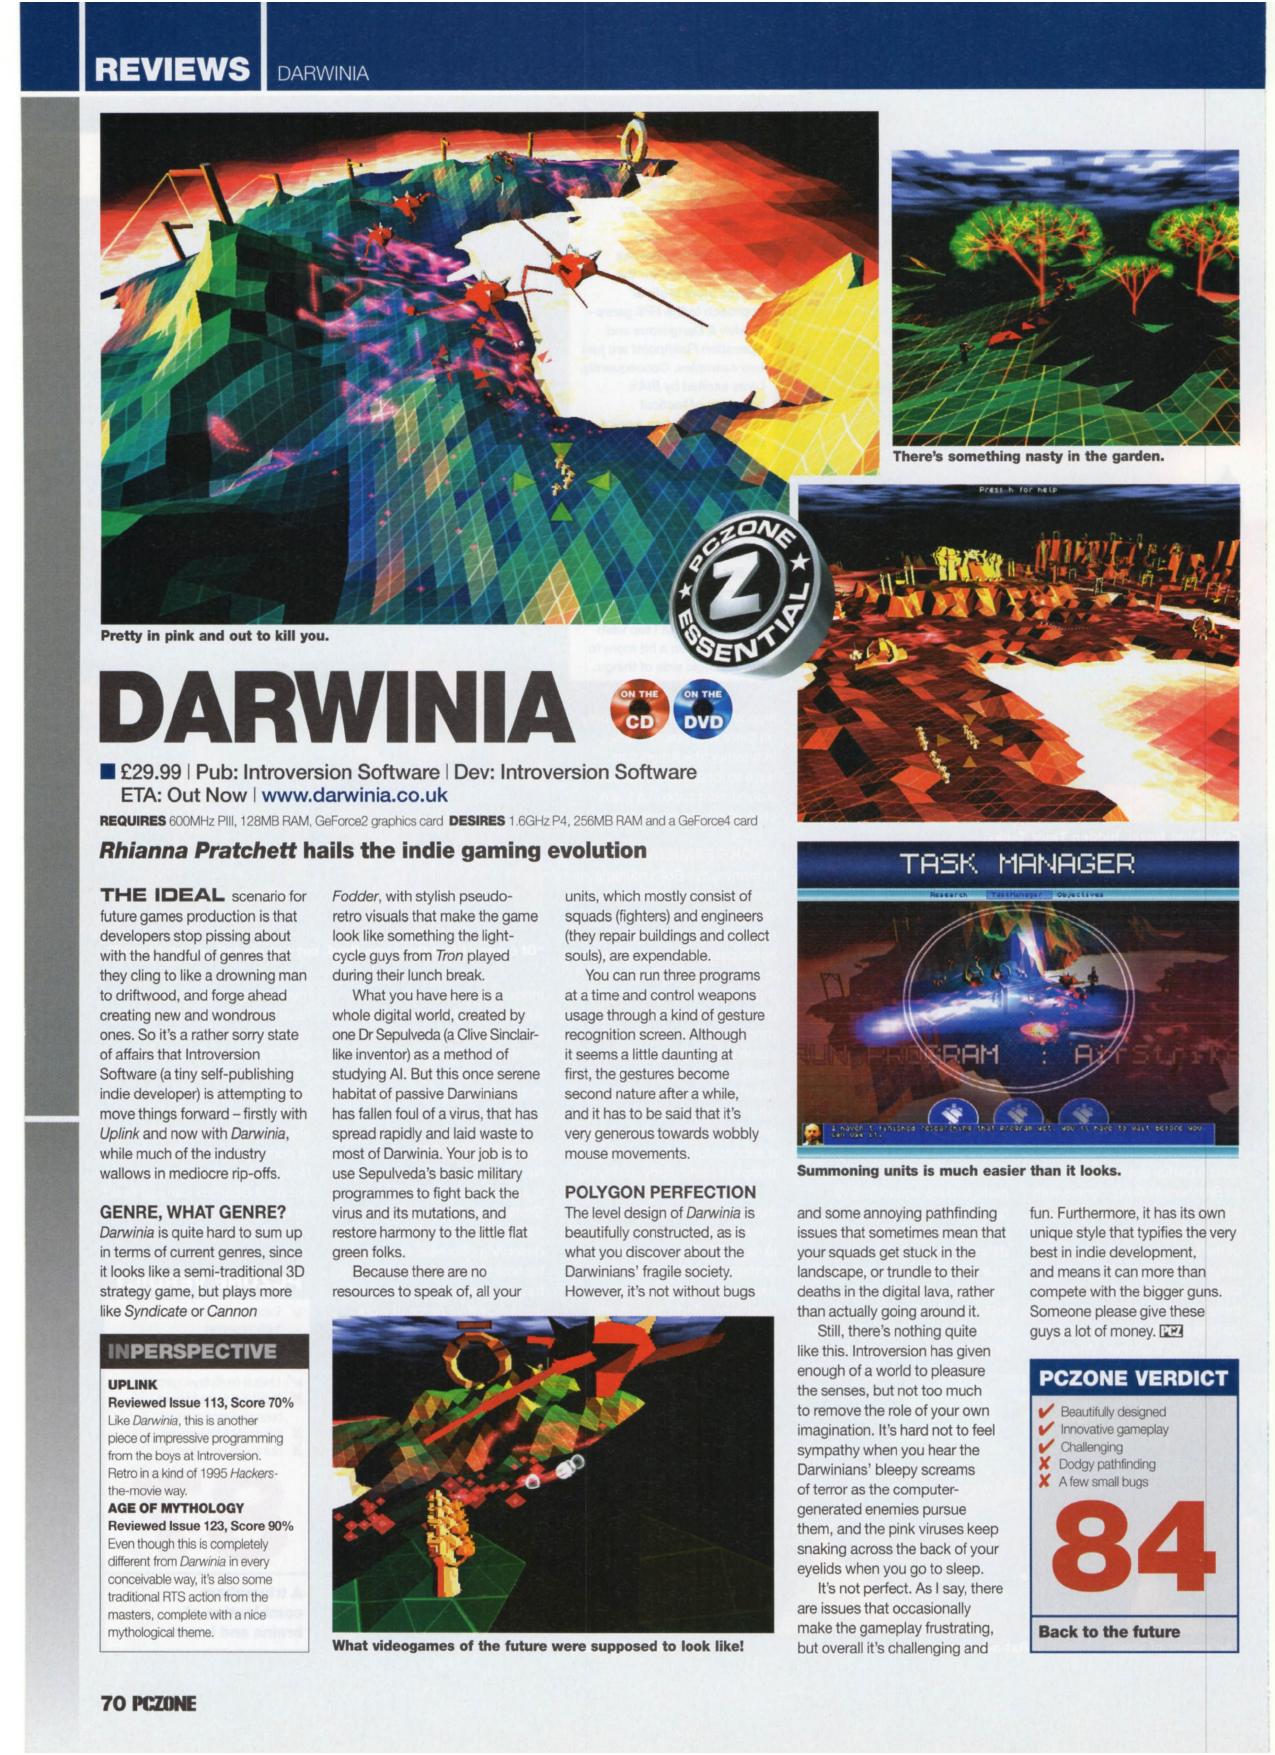 REVIEWS
DARWINIA
Pretty in pink and out to kill you.
There's something nasty in the garden.
Press h for help
PCZONE
Z
ESSENTIAL
DARWINIA
ON THE
CD
ON THE
DVD
£29.99 | Pub: Introversion Software | Dev: Introversion Software
ETA: Out Now | www.darwinia.co.uk
REQUIRES 600MHz PIII, 128MB RAM, GeForce2 graphics card DESIRES 1.6GHz P4, 256MB RAM and a GeForce4 card
Rhianna Pratchett hails the indie gaming evolution
THE IDEAL scenario for
future games production is that
developers stop pissing about
with the handful of genres that
they cling to like a drowning man
to driftwood, and forge ahead
creating new and wondrous
ones. So it's a rather sorry state
of affairs that Introversion
Software (a tiny self-publishing
indie developer) is attempting to
move things forward – firstly with
Uplink and now with Darwinia,
while much of the industry
wallows in mediocre rip-offs.
GENRE, WHAT GENRE?
Darwinia is quite hard to sum up
in terms of current genres, since
it looks like a semi-traditional 3D
strategy game, but plays more
like Syndicate or Cannon
Fodder, with stylish pseudo-
retro visuals that make the game
look like something the light-
cycle guys from Tron played
during their lunch break.
What you have here is a
whole digital world, created by
one Dr Sepulveda (a Clive Sinclair-
like inventor) as a method of
studying AI. But this once serene
habitat of passive Darwinians
has fallen foul of a virus, that has
spread rapidly and laid waste to
most of Darwinia. Your job is to
use Sepulveda's basic military
programmes to fight back the
virus and its mutations, and
restore harmony to the little flat
green folks.
Because there are no
resources to speak of, all your
units, which mostly consist of
squads (fighters) and engineers
(they repair buildings and collect
souls), are expendable.
You can run three programs
at a time and control weapons
usage through a kind of gesture
recognition screen. Although
it seems a little daunting at
first, the gestures become
second nature after a while,
and it has to be said that it's
very generous towards wobbly
mouse movements.
POLYGON PERFECTION
The level design of Darwinia is
beautifully constructed, as is
what you discover about the
Darwinians' fragile society.
However, it's not without bugs
TASK MANAGER
Research TaskManager Objectives
RUN PROGRAM : AirStrike
I haven't finished researching that program yet. You'll have to wait before you
can use it.
Summoning units is much easier than it looks.
and some annoying pathfinding
issues that sometimes mean that
your squads get stuck in the
landscape, or trundle to their
deaths in the digital lava, rather
than actually going around it.
Still, there's nothing quite
like this. Introversion has given
enough of a world to pleasure
the senses, but not too much
to remove the role of your own
imagination. It's hard not to feel
sympathy when you hear the
Darwinians' bleepy screams
of terror as the computer-
generated enemies pursue
them, and the pink viruses keep
snaking across the back of your
eyelids when you go to sleep.
It's not perfect. As I say, there
are issues that occasionally
make the gameplay frustrating,
but overall it's challenging and
fun. Furthermore, it has its own
unique style that typifies the very
best in indie development,
and means it can more than
compete with the bigger guns.
Someone please give these
guys a lot of money. PCZ
INPERSPECTIVE
UPLINK
Reviewed Issue 113, Score 70%
Like Darwinia, this is another
piece of impressive programming
from the boys at Introversion.
Retro in a kind of 1995 Hackers-
the-movie way.
AGE OF MYTHOLOGY
Reviewed Issue 123, Score 90%
Even though this is completely
different from Darwinia in every
conceivable way, it's also some
traditional RTS action from the
masters, complete with a nice
mythological theme.
What videogames of the future were supposed to look like!
PCZONE VERDICT
✓ Beautifully designed
✓ Innovative gameplay
✓ Challenging
✗ Dodgy pathfinding
✗ A few small bugs
84
Back to the future
70 PCZONE